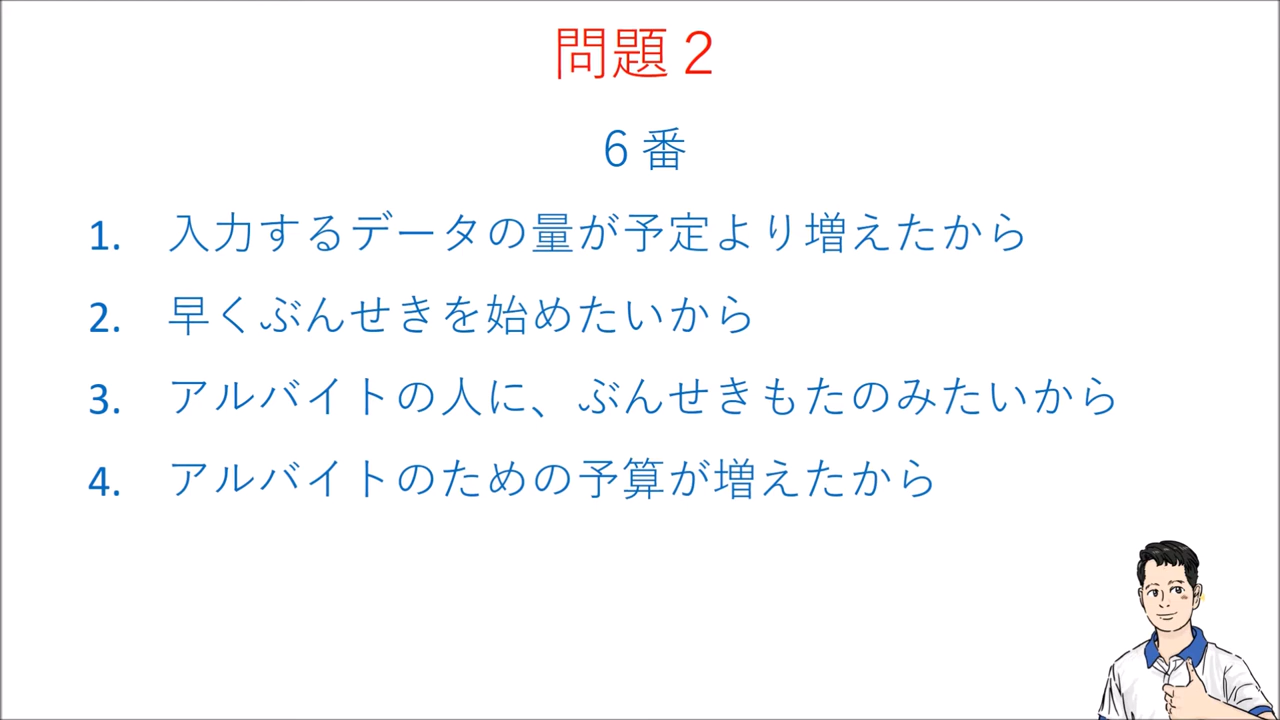 問題２
６番
1. 入力するデータの量が予定より増えたから
2. 早くぶんせきを始めたいから
3. アルバイトの人に、ぶんせきもたのみたいから
4. アルバイトのための予算が増えたから